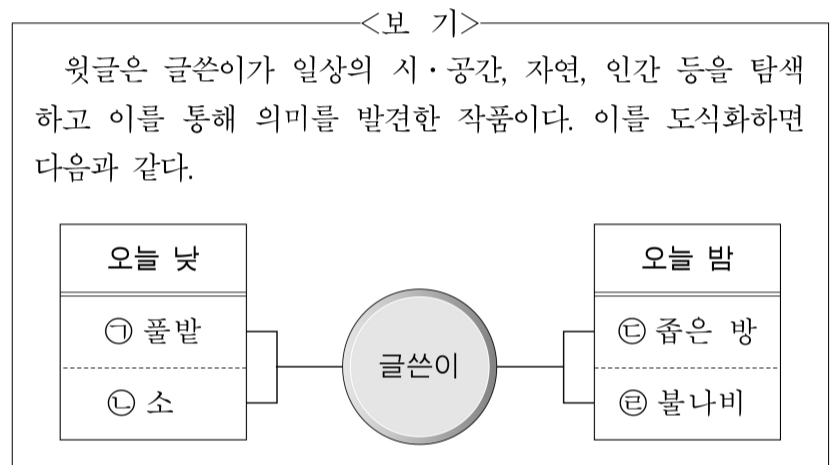 <보 기>
윗글은 글쓴이가 일상의 시·공간, 자연, 인간 등을 탐색
하고 이를 통해 의미를 발견한 작품이다. 이를 도식화하면
다음과 같다.
오늘 낮
㉠ 풀밭
㉡ 소
글쓴이
오늘 밤
㉢ 좁은 방
㉣ 불나비